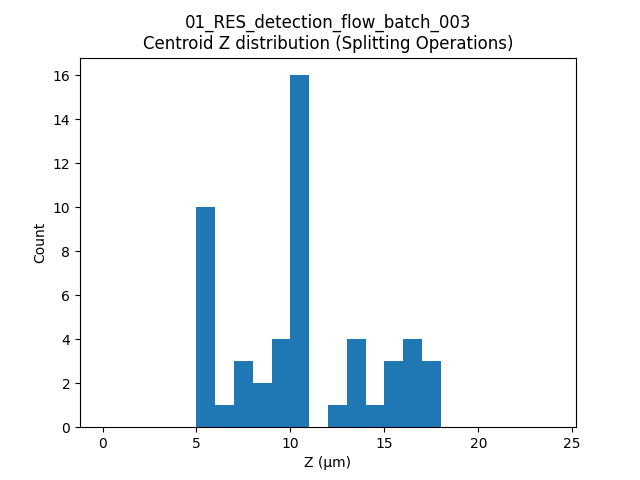 01_RES_detection_flow_batch_003
Centroid Z distribution (Splitting Operations)
16
14
12
10
8
6
4
2
0
Count
0 5 10 15 20 25
Z (μm)